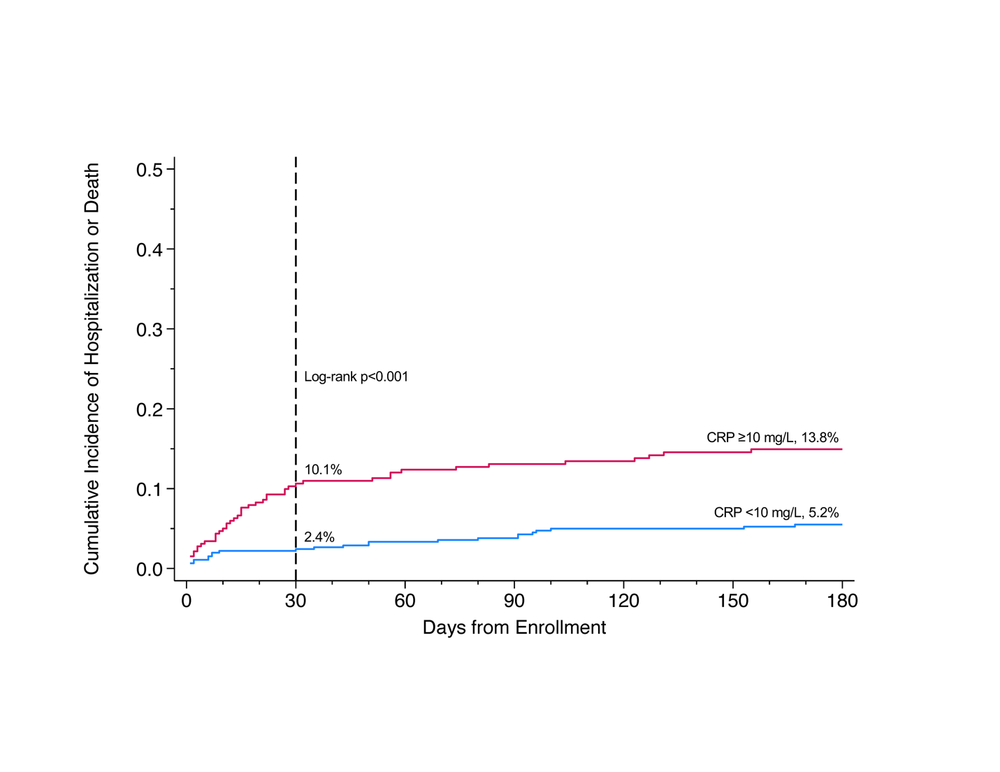 Cumulative Incidence of Hospitalization or Death
0.5
0.4
0.3
0.2
0.1
0.0
Log-rank p<0.001
CRP ≥10 mg/L, 13.8%
10.1%
CRP <10 mg/L, 5.2%
2.4%
0 30 60 90 120 150 180
Days from Enrollment